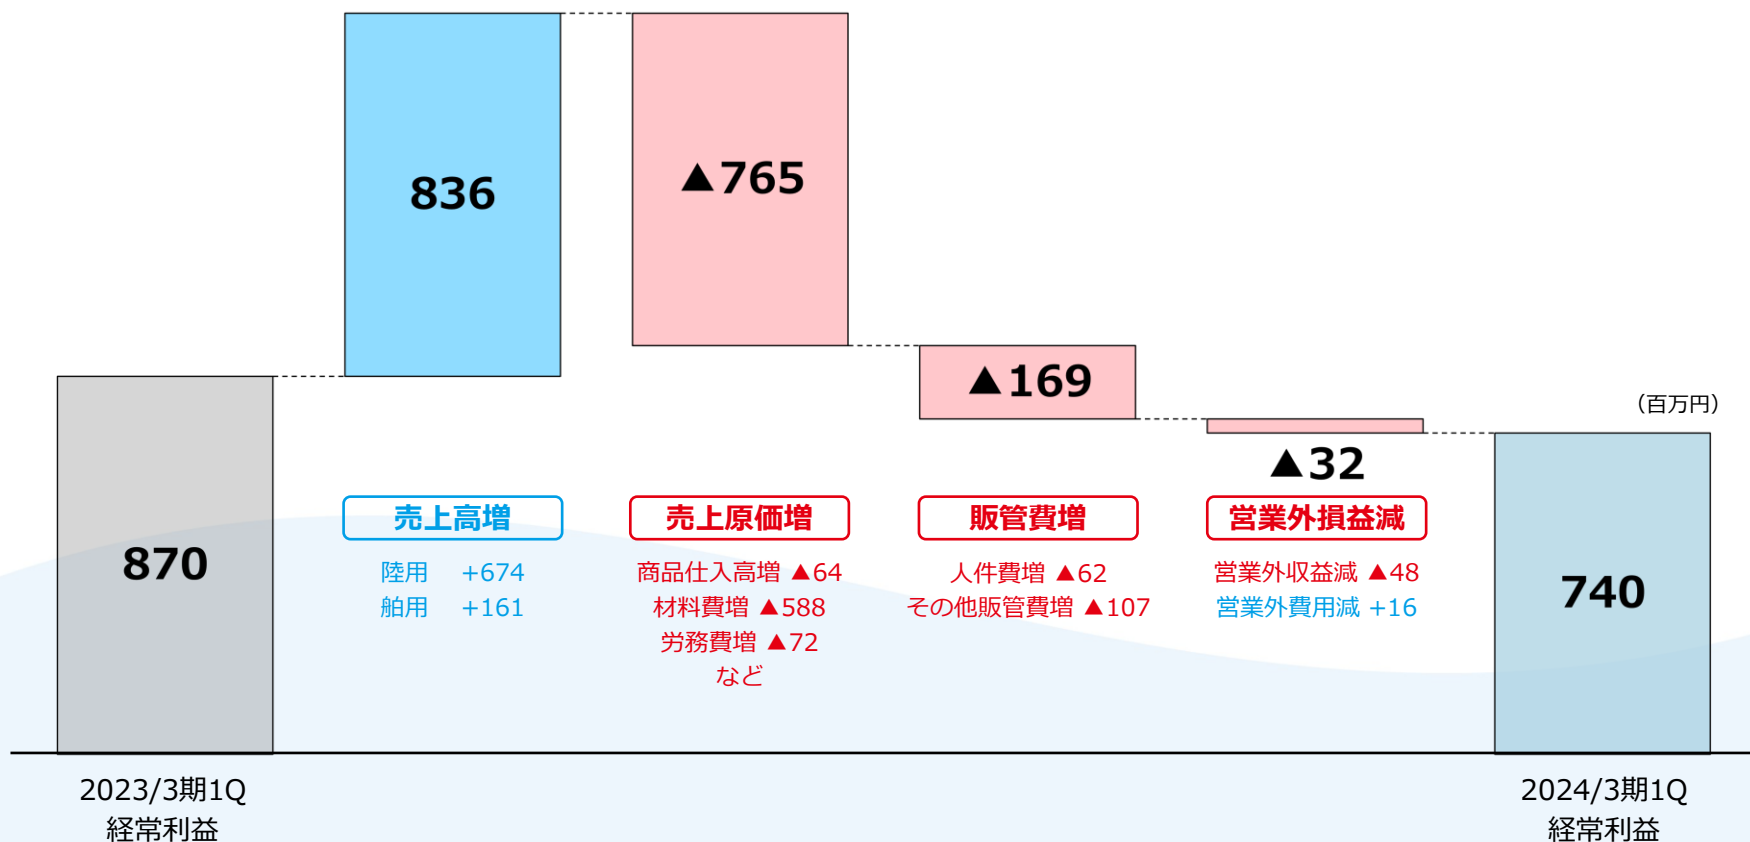 836
▲765
▲169
(百万円)
▲32
870
740
売上高増
陸用 +674
舶用 +161
売上原価増
商品仕入高増 ▲64
材料費増 ▲588
労務費増 ▲72
など
販管費増
人件費増 ▲62
その他販管費増 ▲107
営業外損益減
営業外収益減 ▲48
営業外費用減 +16
2023/3期1Q
経常利益
2024/3期1Q
経常利益